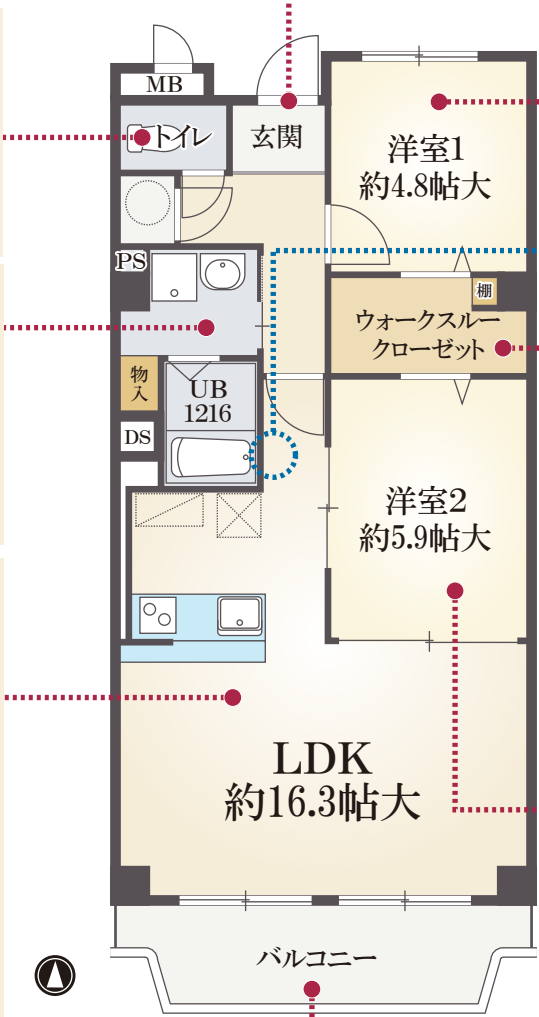 MB
トイレ
玄関
洋室1
約4.8帖大
PS
棚
ウォークスルー
クローゼット
物入
UB
1216
DS
洋室2
約5.9帖大
LDK
約16.3帖大
バルコニー